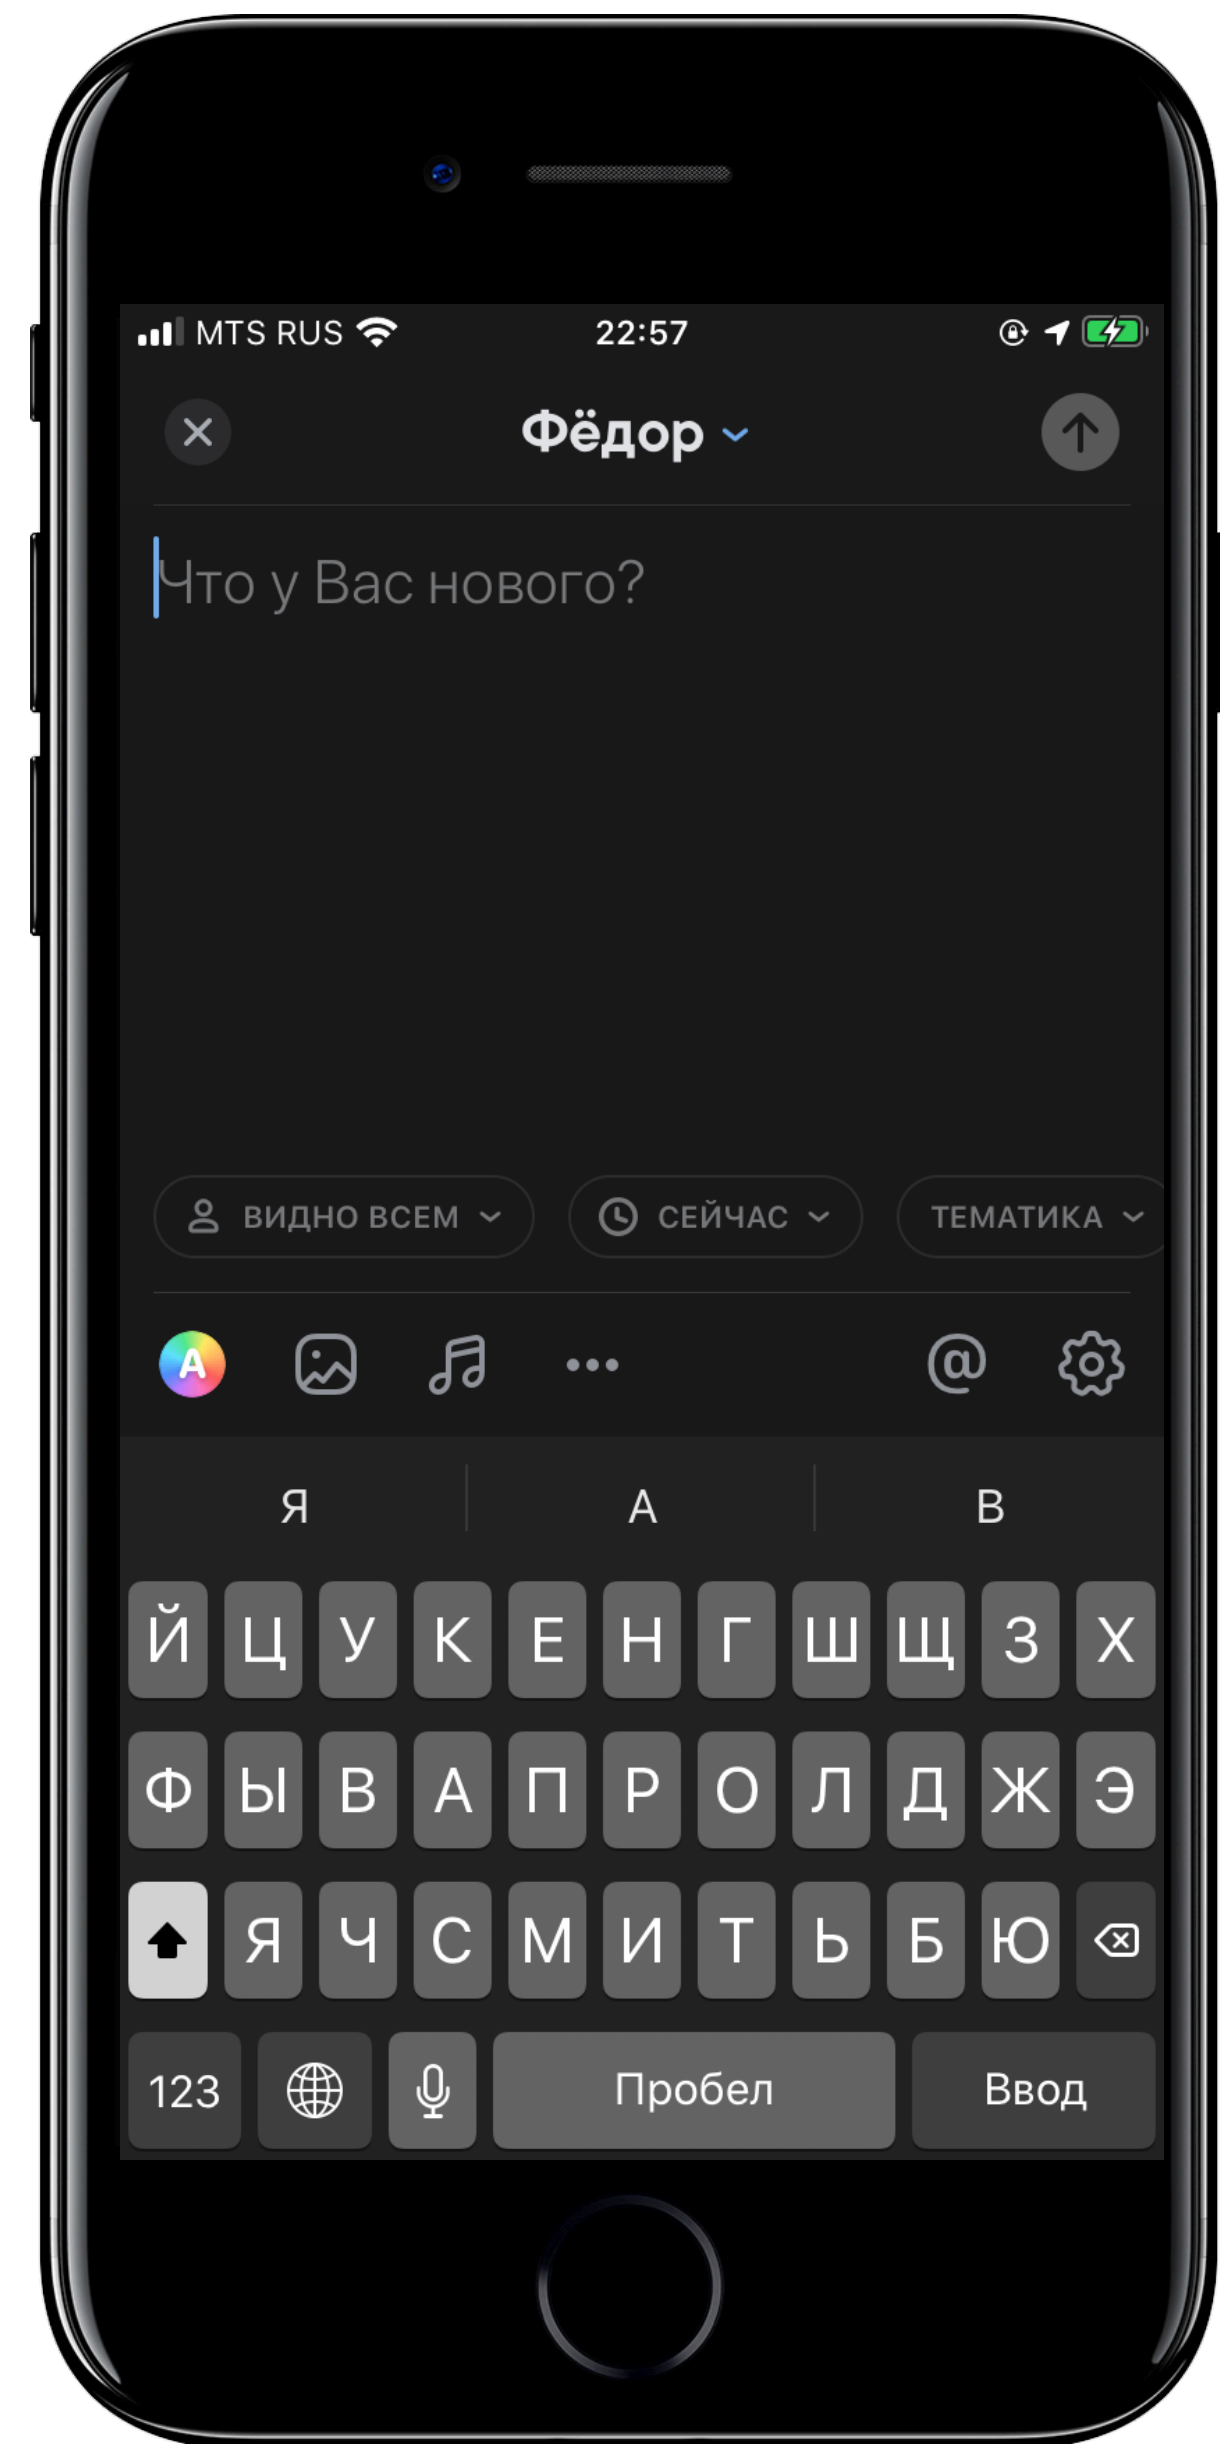 MTS RUS 22:57
Фёдор
Что у Вас нового?
ВИДНО ВСЕМ СЕЙЧАС ТЕМАТИКА
A @
Я А В
Й Ц У К Е Н Г Ш Щ З Х
Ф Ы В А П Р О Л Д Ж Э
Я Ч С М И Т Ь Б Ю
123 Пробел Ввод